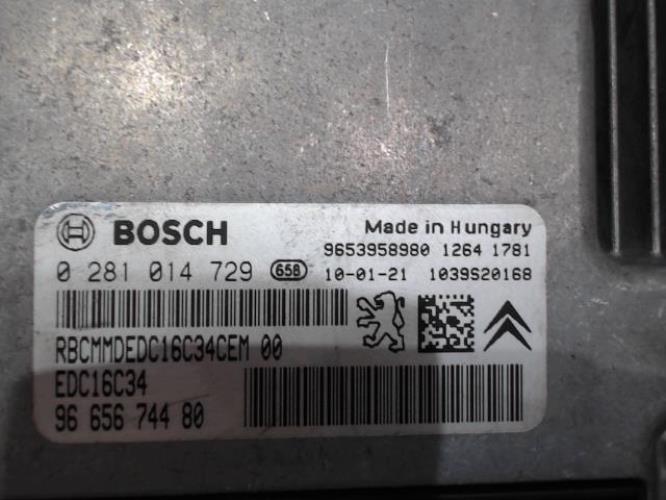 BOSCH
Made in Hungary
9653958980 1264 1781
0 281 014 729 658 10-01-21 1039S20168
RBCMMDEDC16C34CEM 00
EDC16C34
96 656 744 80